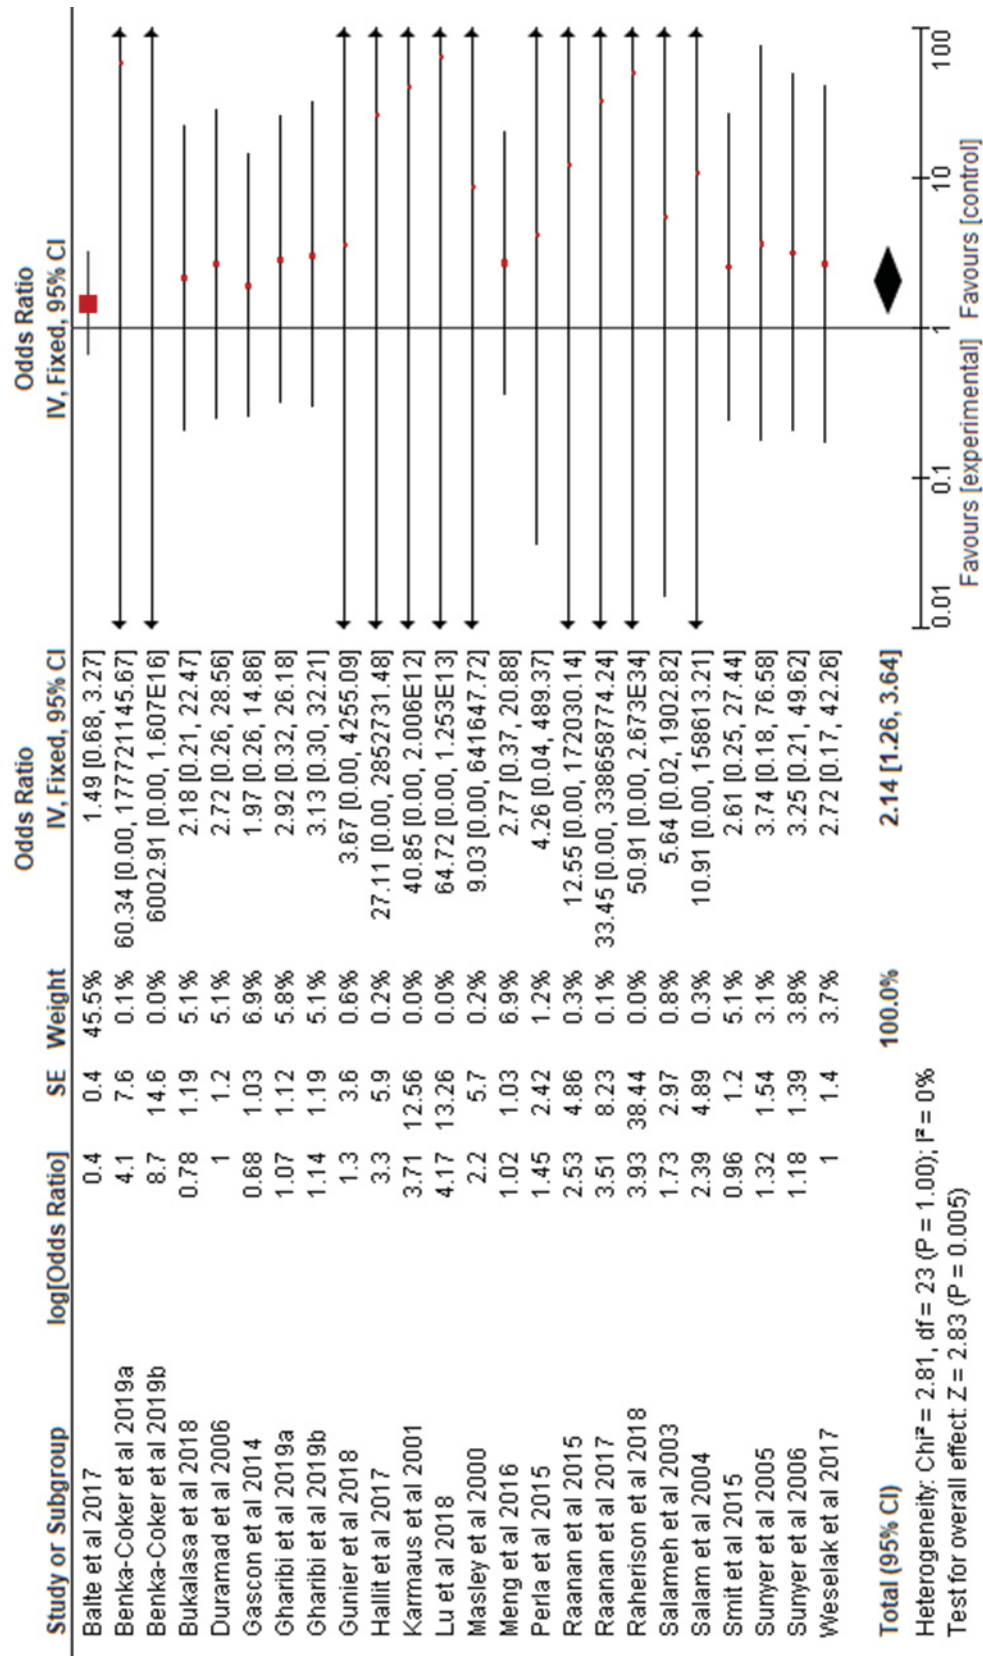 Odds Ratio Odds Ratio
Study or Subgroup log[Odds Ratio] SE Weight IV, Fixed, 95% CI IV, Fixed, 95% CI
Balte et al 2017 0.4 0.4 45.5% 1.49 [0.68, 3.27]
Benka-Coker et al 2019a 4.1 7.6 0.1% 60.34 [0.00, 177772121145.67]
Benka-Coker et al 2019b 8.7 14.6 0.0% 6002.91 [0.00, 1.607E16]
Bukalasa et al 2018 0.78 1.19 5.1% 2.18 [0.21, 22.47]
Duramad et al 2006 1 1.2 5.1% 2.72 [0.26, 28.56]
Gascon et al 2014 0.68 1.03 6.9% 1.97 [0.26, 14.86]
Gharibi et al 2019a 1.07 1.12 5.8% 2.92 [0.32, 26.18]
Gharibi et al 2019b 1.14 1.19 5.1% 3.13 [0.30, 32.21]
Gunier et al 2018 1.3 3.6 0.6% 3.67 [0.00, 4255.09]
Hallit et al 2017 3.3 5.9 0.2% 27.11 [0.00, 2852731.48]
Karmaus et al 2001 3.71 12.56 0.0% 40.85 [0.00, 2.006E12]
Lu et al 2018 4.17 13.26 0.0% 64.72 [0.00, 1.253E13]
Masley et al 2000 2.2 5.7 0.2% 9.03 [0.00, 641647.72]
Meng et al 2016 1.02 1.03 6.9% 2.77 [0.37, 20.88]
Perla et al 2015 1.45 2.42 1.2% 4.26 [0.04, 489.37]
Raanan et al 2015 2.53 4.86 0.3% 12.55 [0.00, 172030.14]
Raanan et al 2017 3.51 8.23 0.1% 33.45 [0.00, 338658774.24]
Raherison et al 2018 3.93 38.44 0.0% 50.91 [0.00, 2.673E34]
Salameh et al 2003 1.73 2.97 0.8% 5.64 [0.02, 1902.82]
Salam et al 2004 2.39 4.89 0.3% 10.91 [0.00, 158613.21]
Smit et al 2015 0.96 1.2 5.1% 2.61 [0.25, 27.44]
Sunyer et al 2005 1.32 1.54 3.1% 3.74 [0.18, 76.58]
Sunyer et al 2006 1.18 1.39 3.8% 3.25 [0.21, 49.62]
Weselak et al 2017 1 1.4 3.7% 2.72 [0.17, 42.26]
Total (95% CI) 100.0% 2.14 [1.26, 3.64]
Heterogeneity: Chi² = 2.81, df = 23 (P = 1.00); I² = 0%
Test for overall effect: Z = 2.83 (P = 0.005)
0.01 0.1 1 10 100
Favours [experimental] Favours [control]